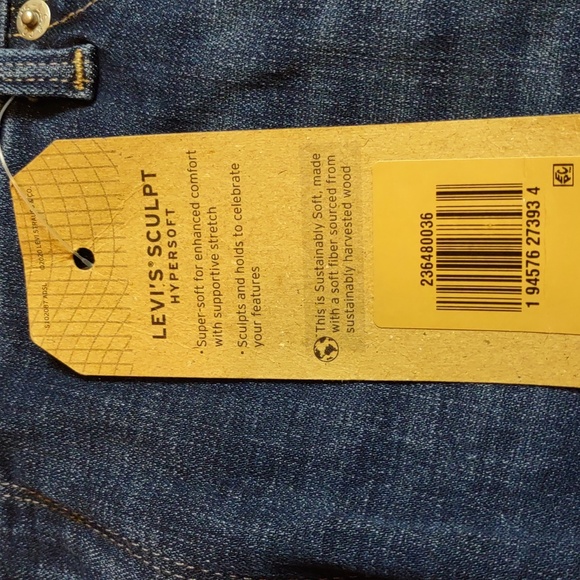 LEVI'S® SCULPT
HYPERSOFT
• Super-soft for enhanced comfort
with supportive stretch
• Sculpts and holds to celebrate
your features
This is Sustainably Soft, made
with a soft fiber sourced from
sustainably harvested wood
236480036
1 94576 27393 4